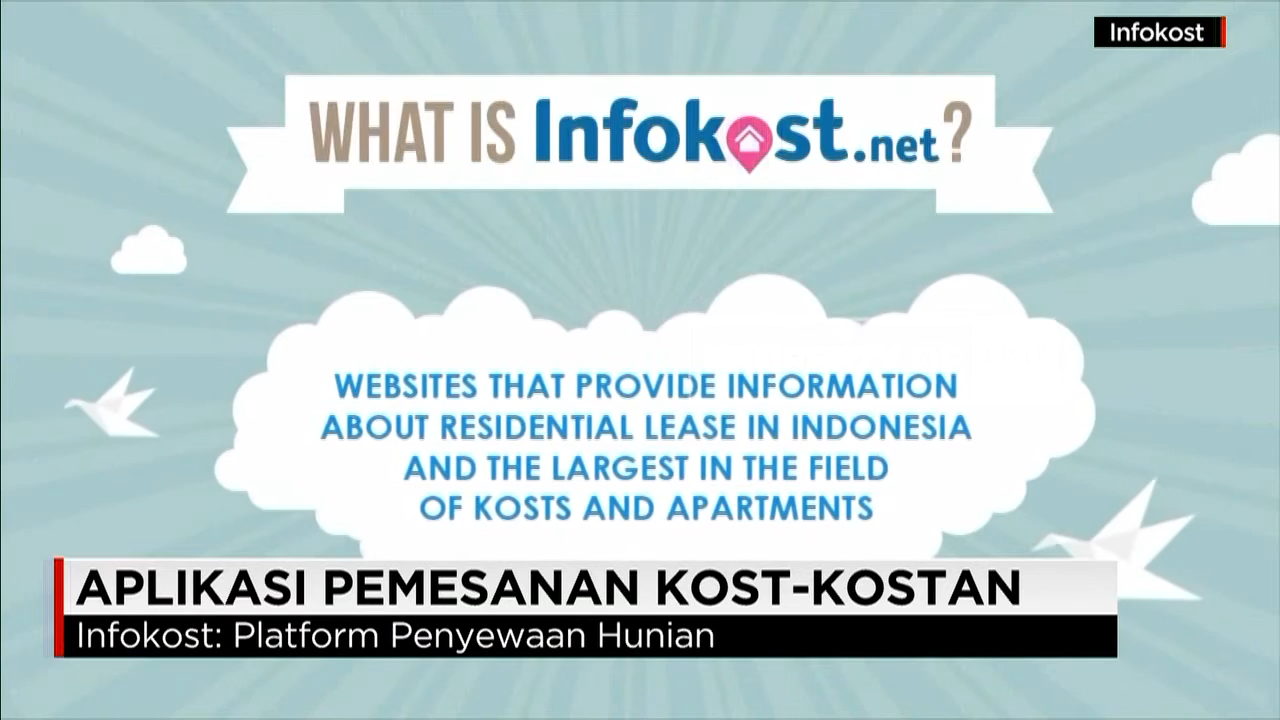 Infokost
WHAT IS Infokost.net?
WEBSITES THAT PROVIDE INFORMATION
ABOUT RESIDENTIAL LEASE IN INDONESIA
AND THE LARGEST IN THE FIELD
OF KOSTS AND APARTMENTS
APLIKASI PEMESANAN KOST-KOSTAN
Infokost: Platform Penyewaan Hunian